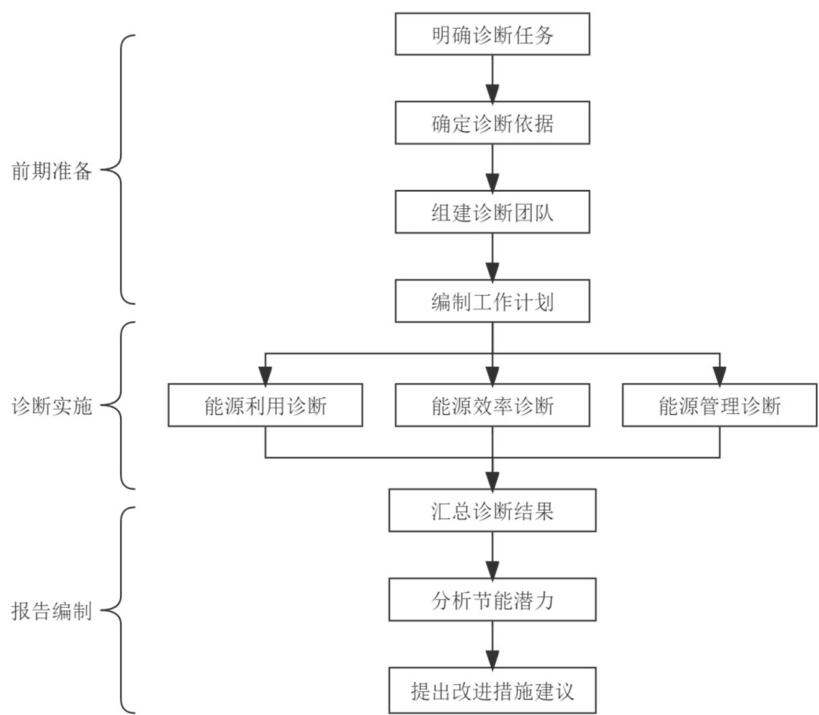 明确诊断任务
确定诊断依据
前期准备
组建诊断团队
编制工作计划
诊断实施
能源利用诊断
能源效率诊断
能源管理诊断
汇总诊断结果
分析节能潜力
报告编制
提出改进措施建议